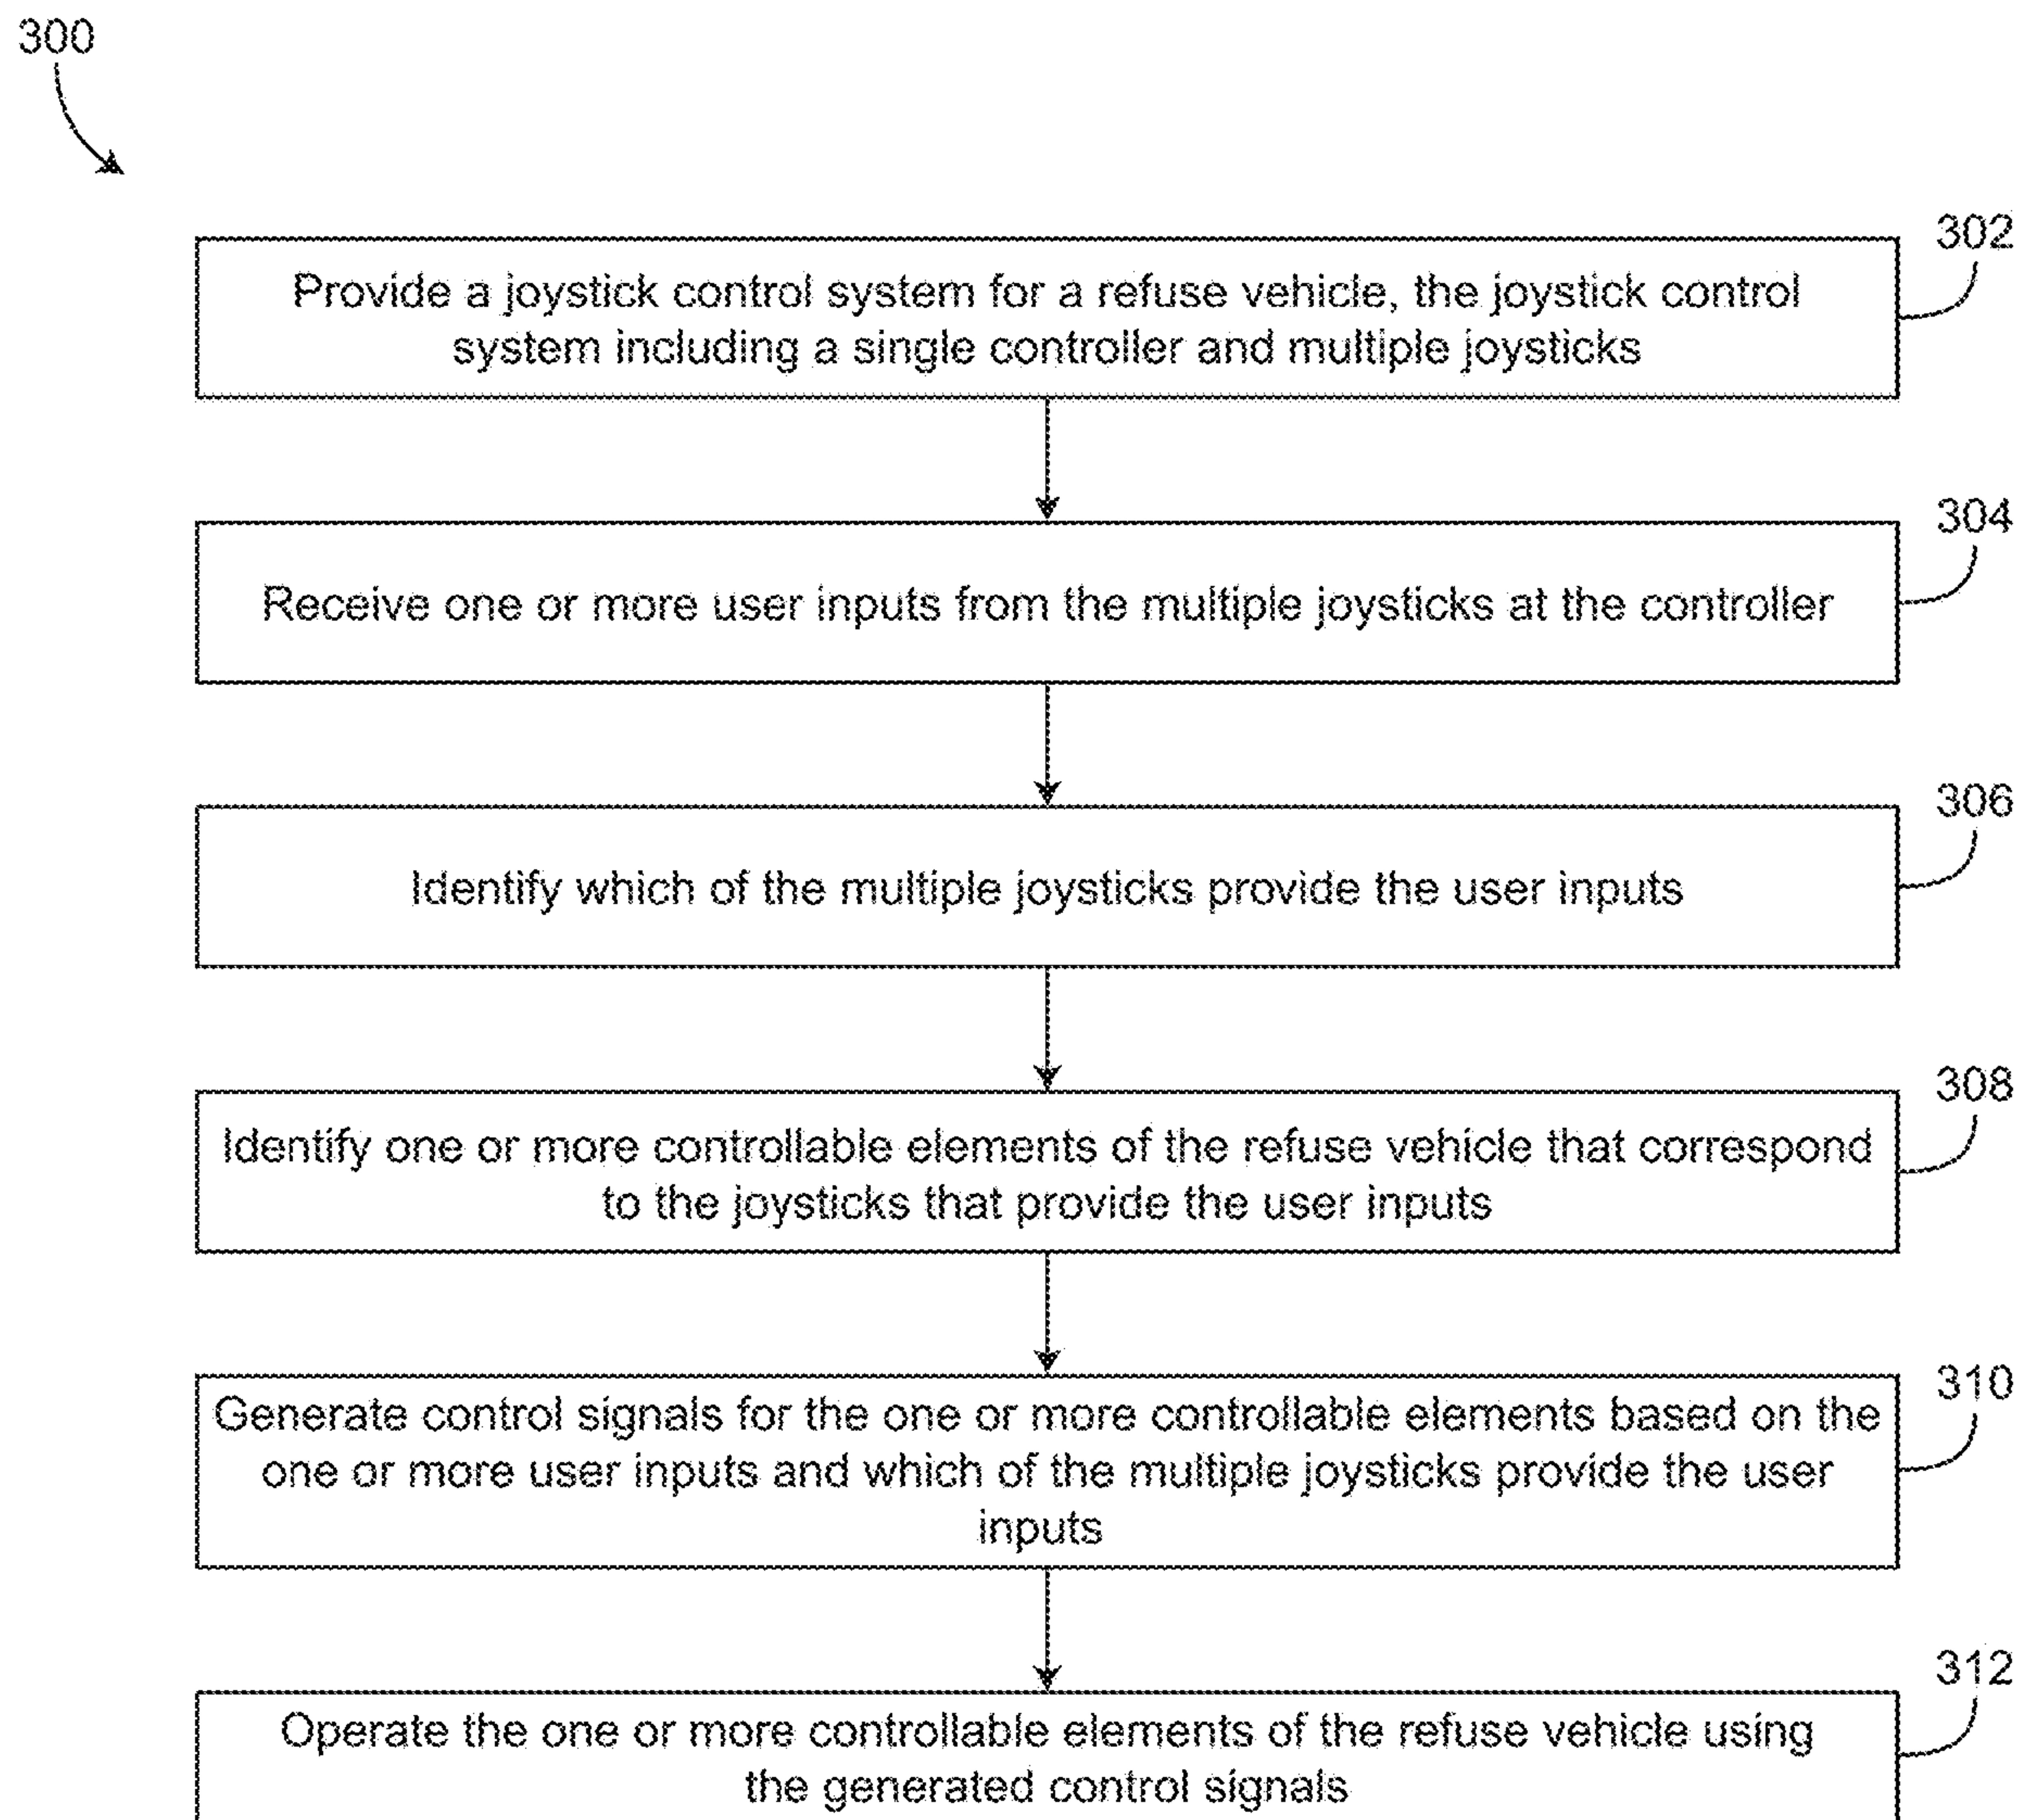 300
302
Provide a joystick control system for a refuse vehicle, the joystick control
system including a single controller and multiple joysticks
304
Receive one or more user inputs from the multiple joysticks at the controller
306
Identify which of the multiple joysticks provide the user inputs
308
Identify one or more controllable elements of the refuse vehicle that correspond
to the joysticks that provide the user inputs
310
Generate control signals for the one or more controllable elements based on the
one or more user inputs and which of the multiple joysticks provide the user
inputs
312
Operate the one or more controllable elements of the refuse vehicle using
the generated control signals